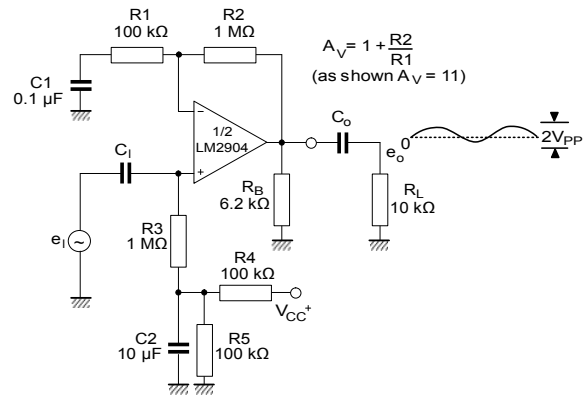 R1
100 kΩ
R2
1 MΩ
A_V = 1 + R2/R1
(as shown A_V = 11)
C1
0.1 µF
1/2
LM2904
−
+
C_I
C_o
e_o
0
2V_PP
R_B
6.2 kΩ
R_L
10 kΩ
e_I
~
R3
1 MΩ
R4
100 kΩ
V_CC⁺
C2
10 µF
R5
100 kΩ